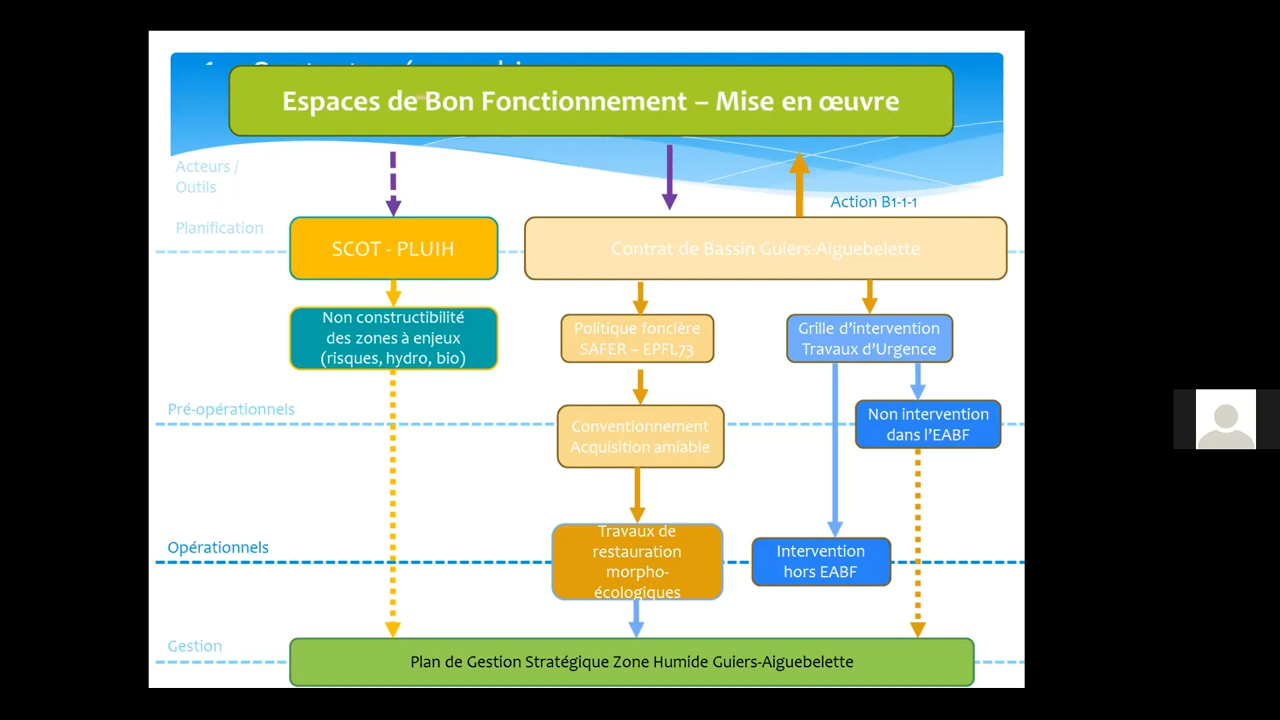 Espaces de Bon Fonctionnement – Mise en œuvre
Acteurs /
Outils
Action B1-1-1
Planification
SCOT - PLUIH
Contrat de Bassin Guiers-Aiguebelette
Non constructibilité
des zones à enjeux
(risques, hydro, bio)
Politique foncière
SAFER – EPFL73
Grille d'intervention
Travaux d'Urgence
Pré-opérationnels
Conventionnement
Acquisition amiable
Non intervention
dans l'EABF
Opérationnels
Travaux de
restauration
morpho-
écologiques
Intervention
hors EABF
Gestion
Plan de Gestion Stratégique Zone Humide Guiers-Aiguebelette